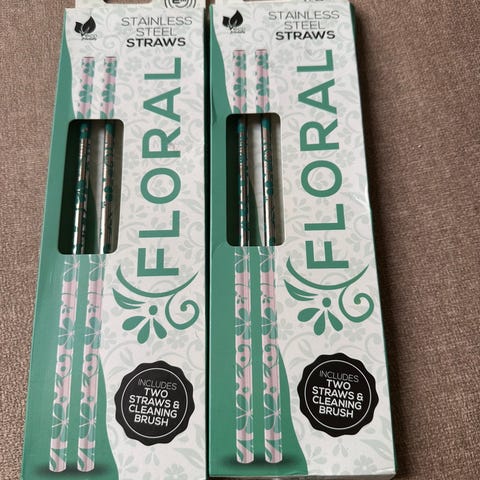 STAINLESS
STEEL
STRAWS
FLORAL
INCLUDES
TWO
STRAWS &
CLEANING
BRUSH
STAINLESS
STEEL
STRAWS
FLORAL
INCLUDES
TWO
STRAWS &
CLEANING
BRUSH